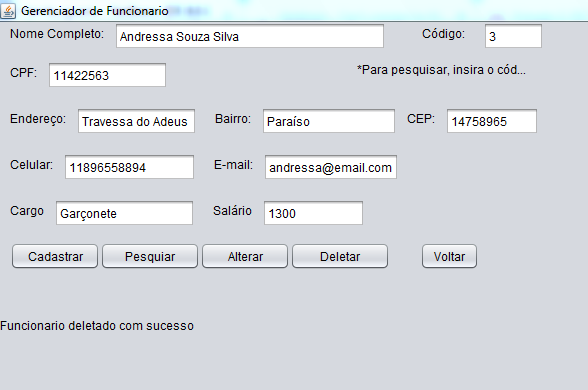 Gerenciador de Funcionario
Nome Completo: Andressa Souza Silva Código: 3
CPF: 11422563 *Para pesquisar, insira o cód...
Endereço: Travessa do Adeus Bairro: Paraíso CEP: 14758965
Celular: 11896558894 E-mail: andressa@email.com
Cargo Garçonete Salário 1300
Cadastrar Pesquiar Alterar Deletar Voltar
Funcionario deletado com sucesso